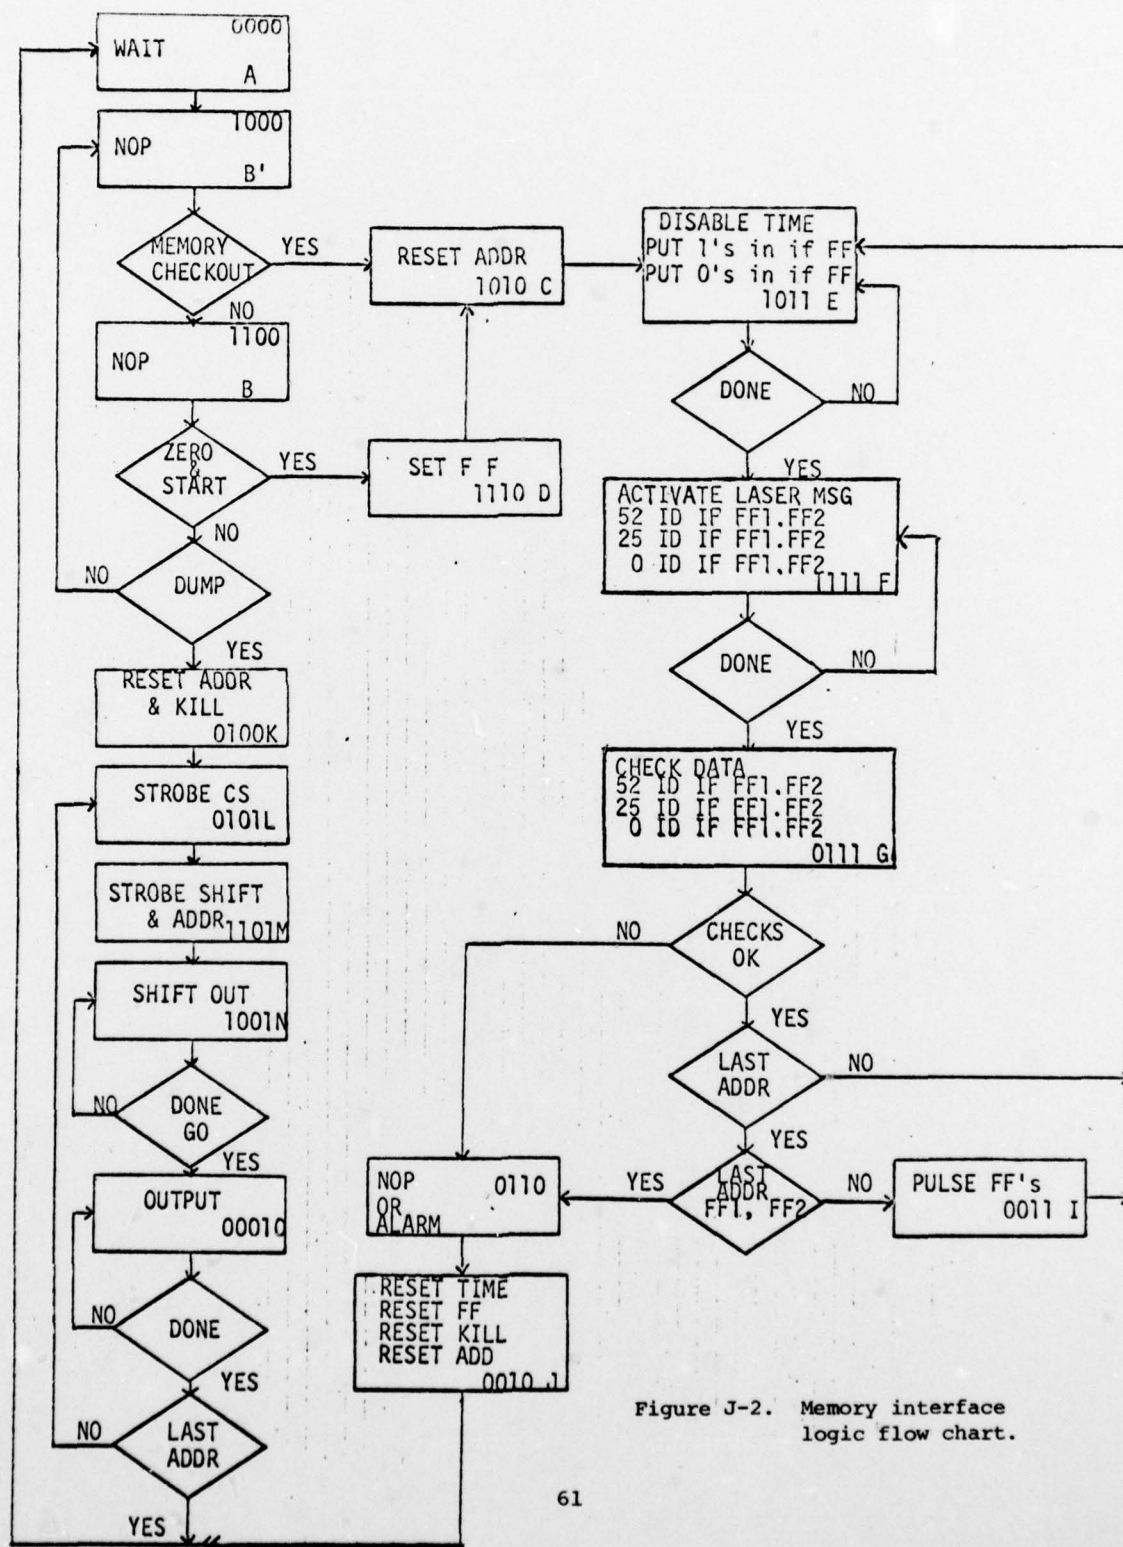 0000
WAIT
A
1000
NOP
B'
MEMORY
CHECKOUT
YES
NO
RESET ADDR
1010 C
DISABLE TIME
PUT 1's in if FF
PUT 0's in if FF
1011 E
1100
NOP
B
DONE
NO
YES
ZERO
&
START
YES
NO
SET F F
1110 D
ACTIVATE LASER MSG
52 ID IF FF1.FF2
25 ID IF FF1.FF2
0 ID IF FF1.FF2
1111 F
DUMP
NO
YES
DONE
NO
YES
RESET ADDR
& KILL
0100K
STROBE CS
0101L
CHECK DATA
52 ID IF FF1.FF2
25 ID IF FF1.FF2
0 ID IF FF1.FF2
0111 G
STROBE SHIFT
& ADDR
1101M
CHECKS
OK
NO
YES
SHIFT OUT
1001N
LAST
ADDR
NO
YES
DONE
GO
NO
YES
OUTPUT
0001O
NOP
0110
OR
ALARM
YES
LAST
ADDR
FF1, FF2
NO
PULSE FF's
0011 I
DONE
NO
YES
RESET TIME
RESET FF
RESET KILL
RESET ADD
0010 J
LAST
ADDR
NO
YES
Figure J-2. Memory interface
logic flow chart.
61